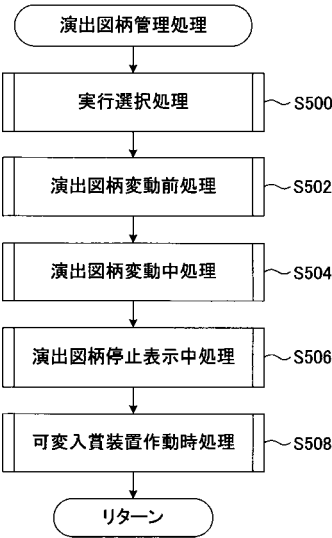 演出図柄管理処理
実行選択処理
S500
演出図柄変動前処理
S502
演出図柄変動中処理
S504
演出図柄停止表示中処理
S506
可変入賞装置作動時処理
S508
リターン